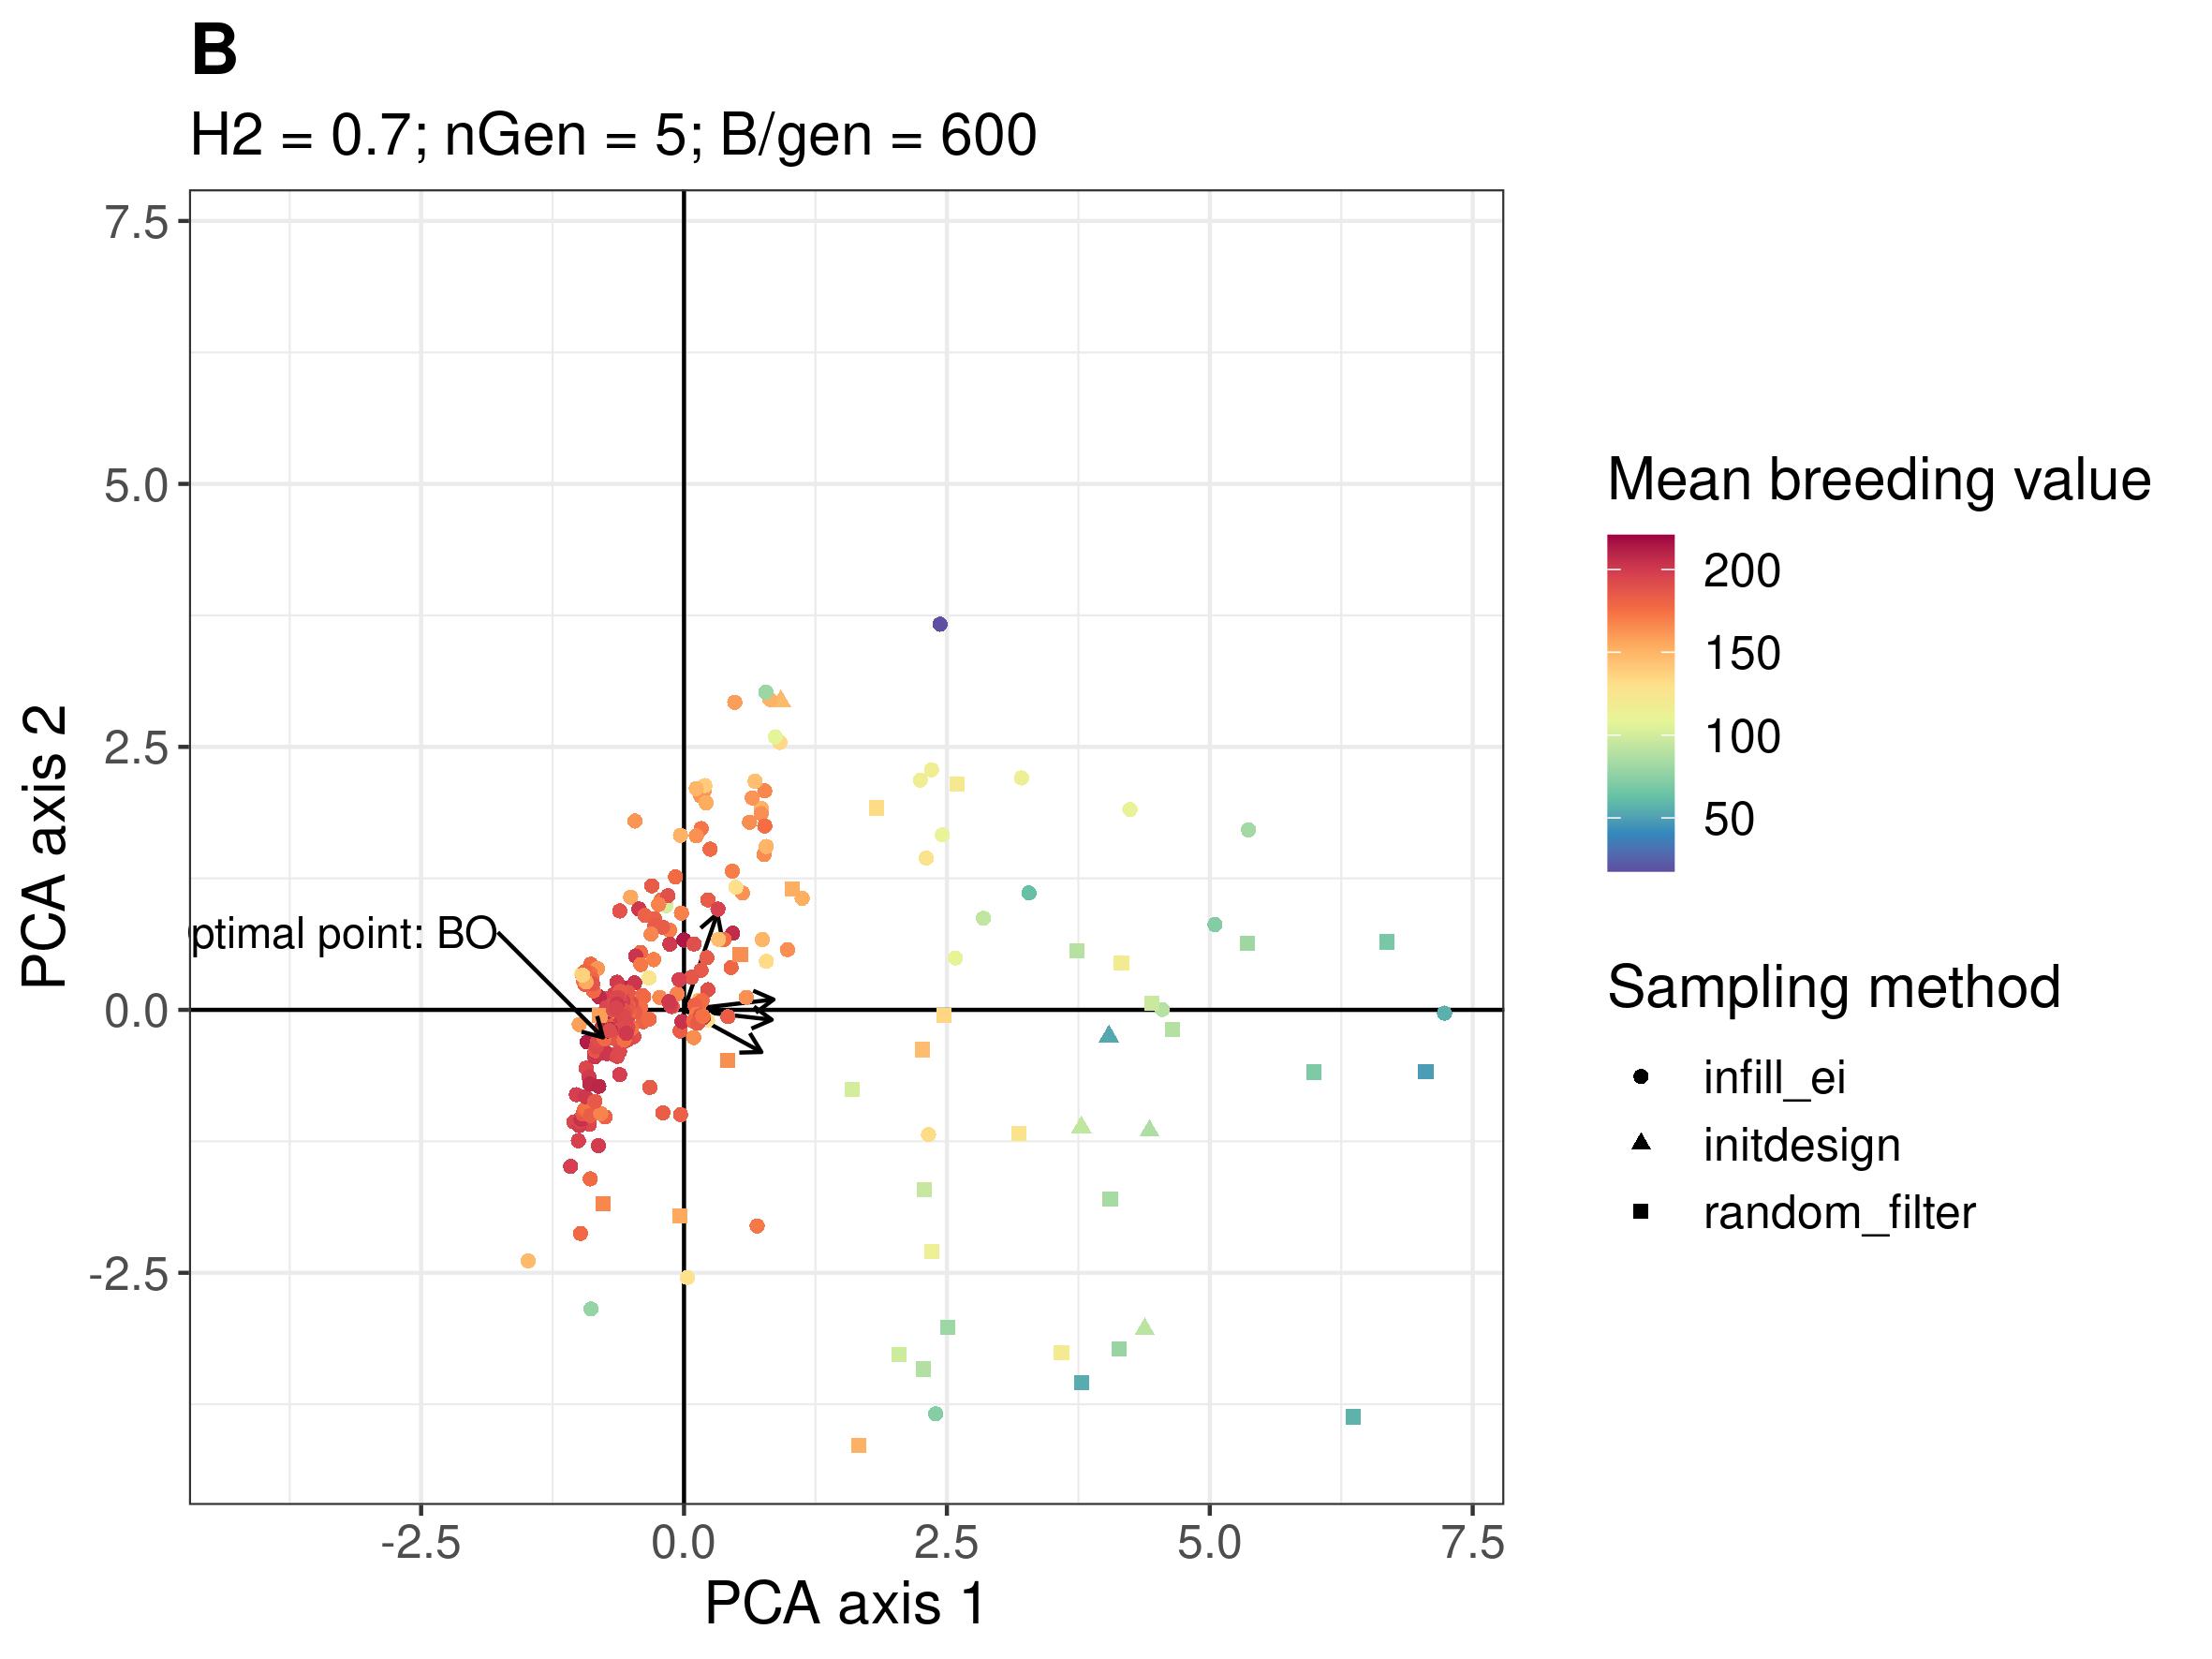 B
H2 = 0.7; nGen = 5; B/gen = 600
7.5
5.0
2.5
0.0
-2.5
PCA axis 2
ptimal point: BO
-2.5
0.0
2.5
5.0
7.5
PCA axis 1
Mean breeding value
200
150
100
50
Sampling method
infill_ei
initdesign
random_filter